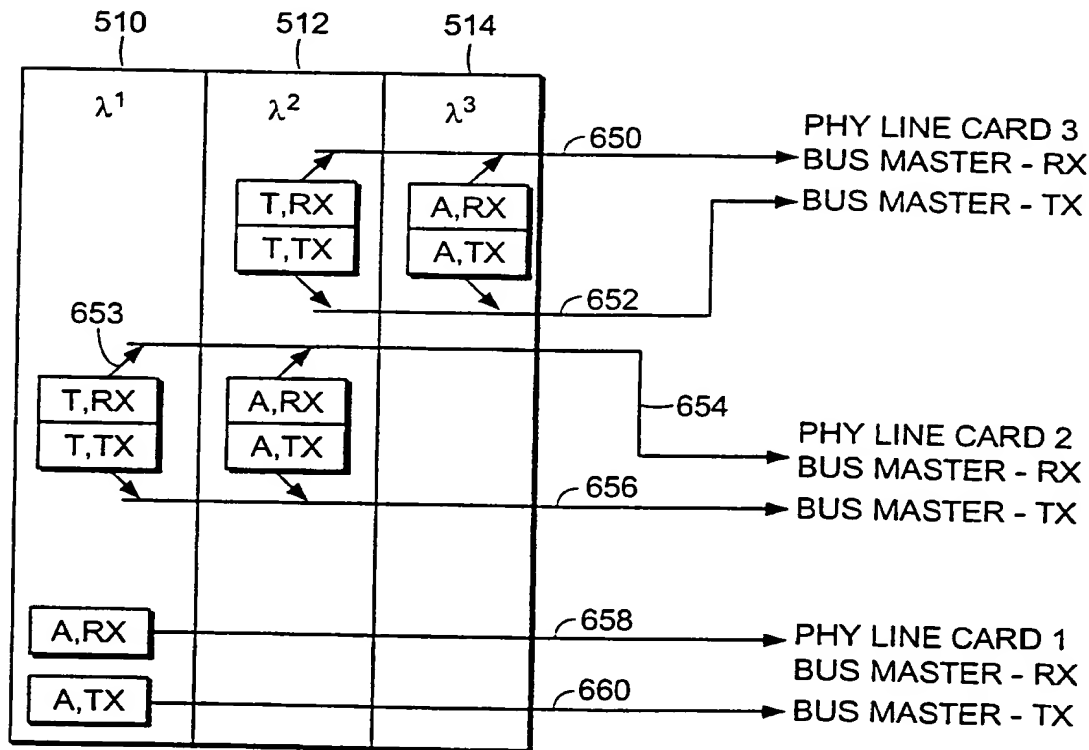 510
512
514
λ¹
λ²
λ³
650
PHY LINE CARD 3
BUS MASTER - RX
BUS MASTER - TX
T,RX
T,TX
A,RX
A,TX
652
653
T,RX
T,TX
A,RX
A,TX
654
PHY LINE CARD 2
BUS MASTER - RX
656
BUS MASTER - TX
A,RX
658
PHY LINE CARD 1
BUS MASTER - RX
A,TX
660
BUS MASTER - TX